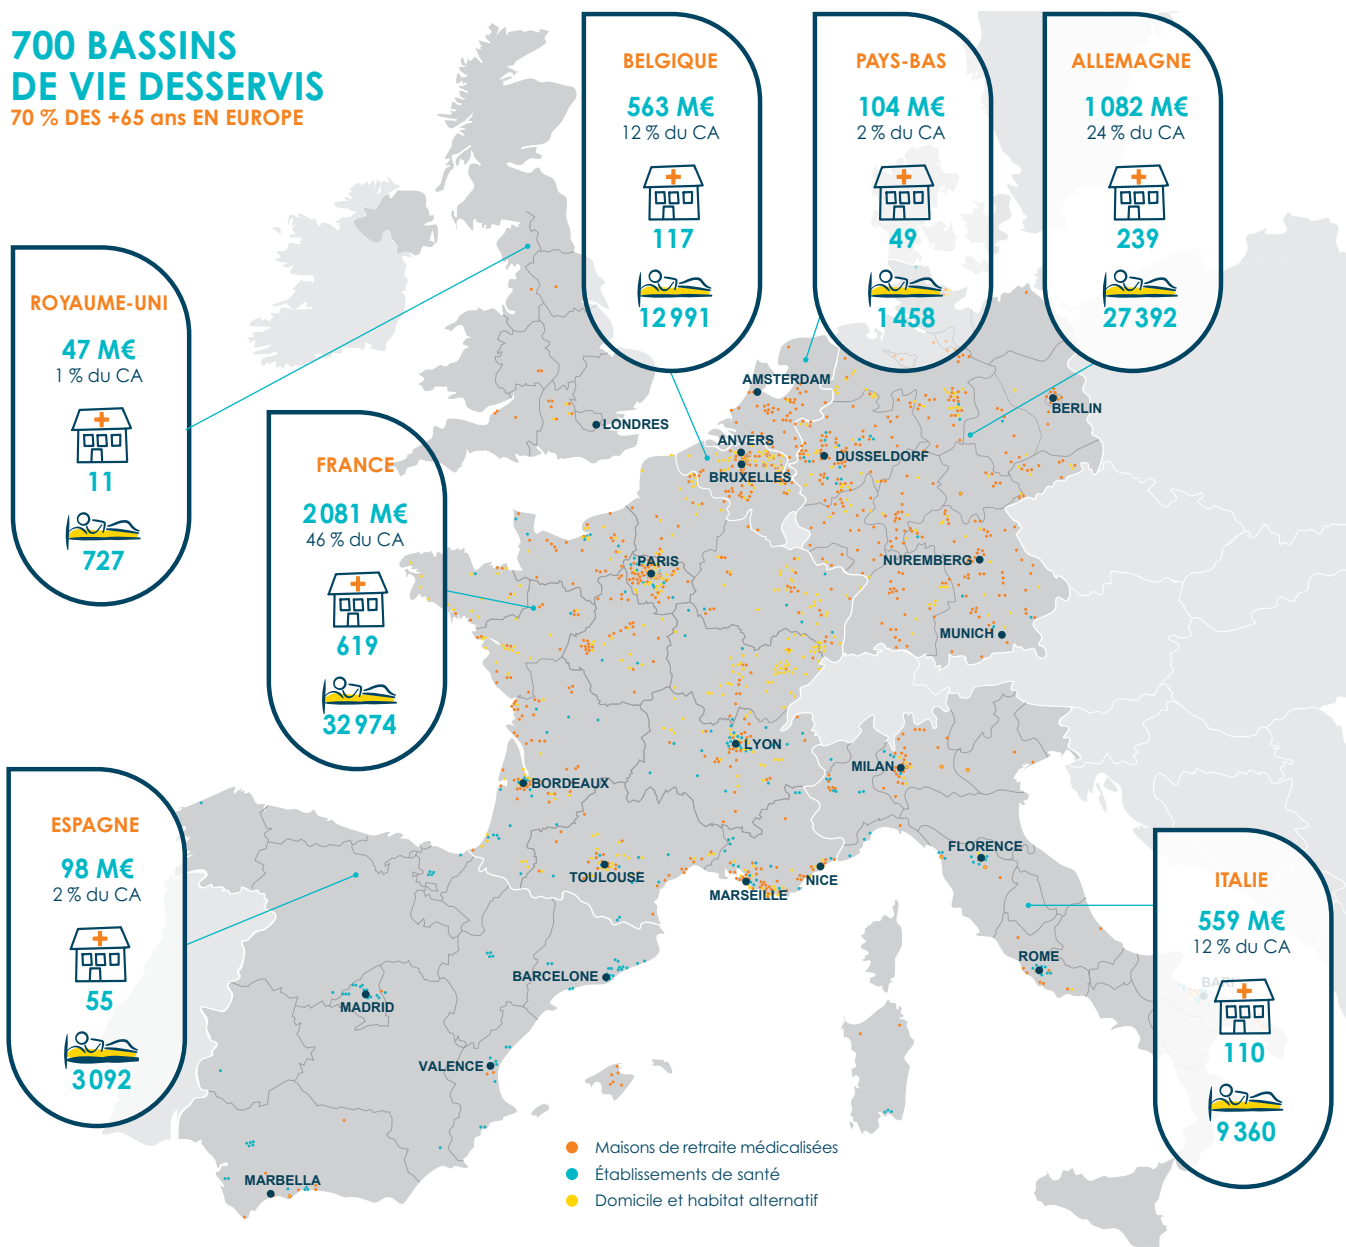 700 BASSINS
DE VIE DESSERVIS
70 % DES +65 ans EN EUROPE
BELGIQUE
563 M€
12 % du CA
117
12 991
PAYS-BAS
104 M€
2 % du CA
49
1 458
ALLEMAGNE
1 082 M€
24 % du CA
239
27 392
ROYAUME-UNI
47 M€
1 % du CA
11
727
FRANCE
2 081 M€
46 % du CA
619
32 974
ESPAGNE
98 M€
2 % du CA
55
3 092
ITALIE
559 M€
12 % du CA
110
9 360
LONDRES
AMSTERDAM
BERLIN
ANVERS
BRUXELLES
DUSSELDORF
PARIS
NUREMBERG
MUNICH
LYON
MILAN
BORDEAUX
TOULOUSE
MARSEILLE
NICE
FLORENCE
ROME
BARI
BARCELONE
MADRID
VALENCE
MARBELLA
Maisons de retraite médicalisées
Établissements de santé
Domicile et habitat alternatif